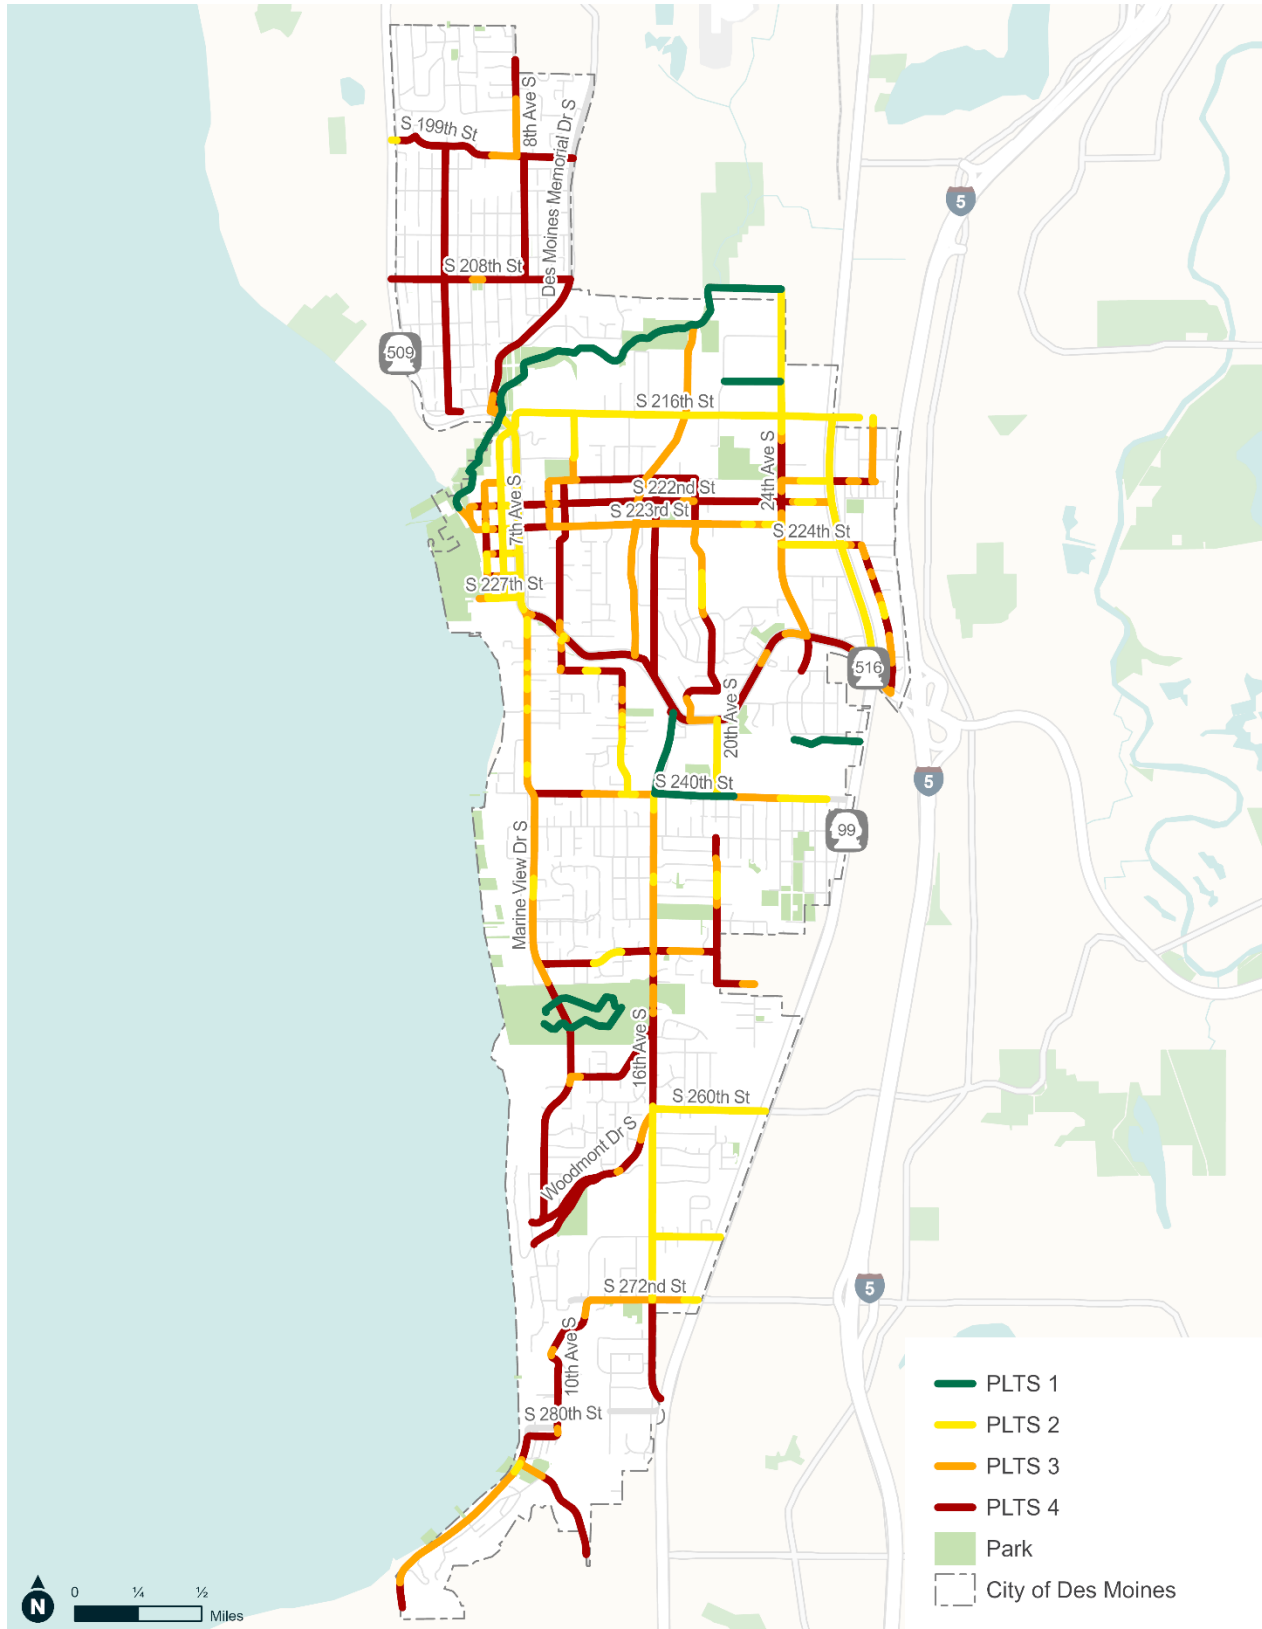 S 199th St
8th Ave S
Des Moines Memorial Dr S
5
S 208th St
509
S 216th St
24th Ave S
S 222nd St
7th Ave S
S 223rd St
S 224th St
S 227th St
516
20th Ave S
S 240th St
5
99
Marine View Dr S
16th Ave S
S 260th St
Woodmont Dr S
S 272nd St
5
10th Ave S
S 280th St
PLTS 1
PLTS 2
PLTS 3
PLTS 4
Park
City of Des Moines
N
0 ¼ ½
Miles